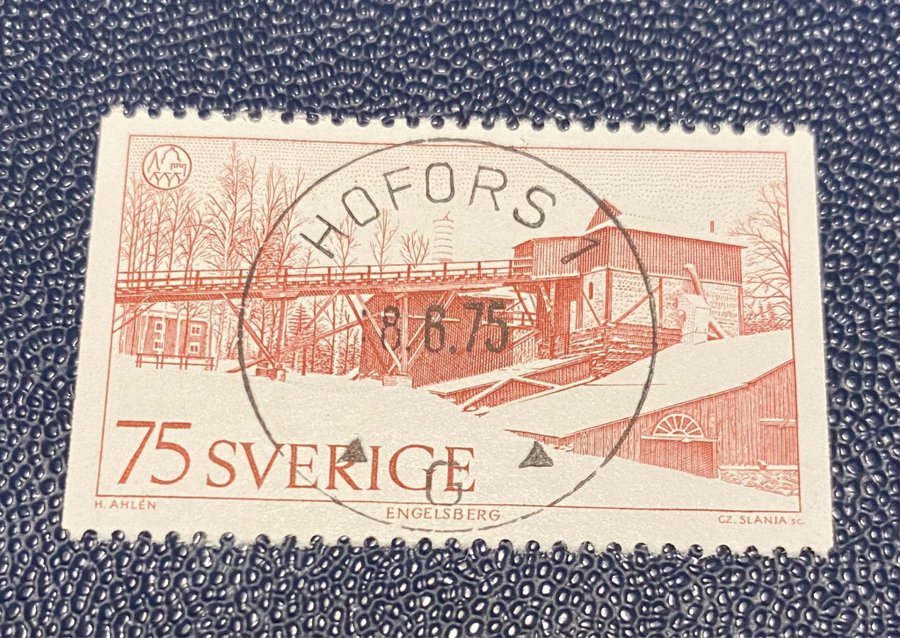 HOFORS 1
8.6.75
G
75 SVERIGE
H. AHLÉN
ENGELSBERG
CZ. SLANIA SC.